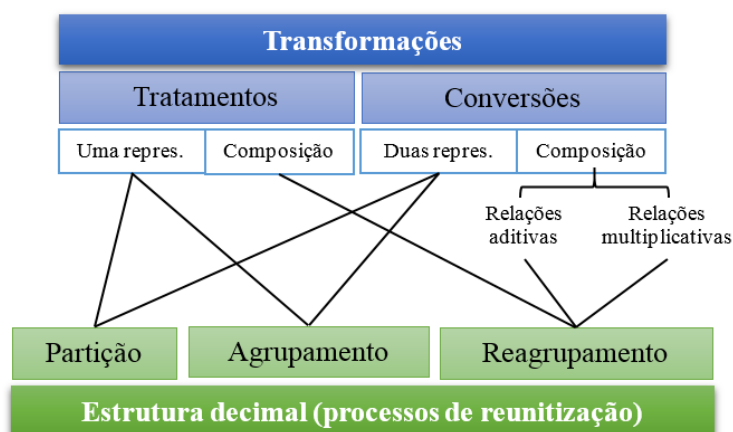 Transformações
Tratamentos
Conversões
Uma repres.
Composição
Duas repres.
Composição
Relações
aditivas
Relações
multiplicativas
Partição
Agrupamento
Reagrupamento
Estrutura decimal (processos de reunitização)